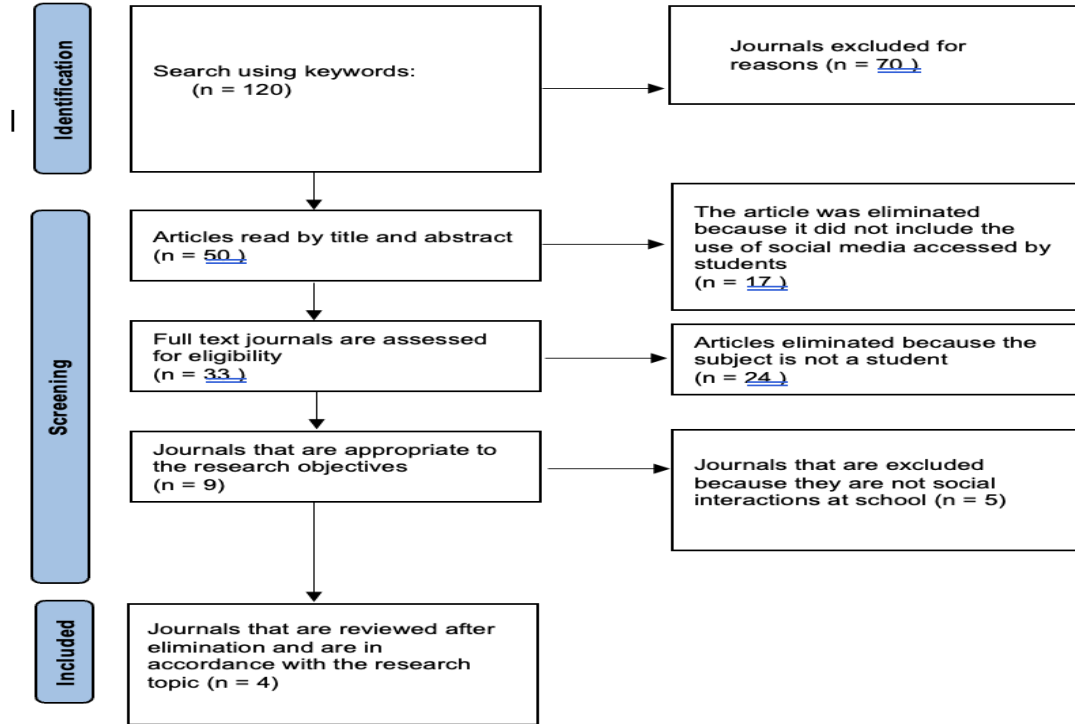 Identification
Search using keywords:
(n = 120)
Journals excluded for
reasons (n = 70 )
Screening
Articles read by title and abstract
(n = 50 )
The article was eliminated
because it did not include the
use of social media accessed by
students
(n = 17 )
Full text journals are assessed
for eligibility
(n = 33 )
Articles eliminated because the
subject is not a student
(n = 24 )
Journals that are appropriate to
the research objectives
(n = 9)
Journals that are excluded
because they are not social
interactions at school (n = 5)
Included
Journals that are reviewed after
elimination and are in
accordance with the research
topic (n = 4)